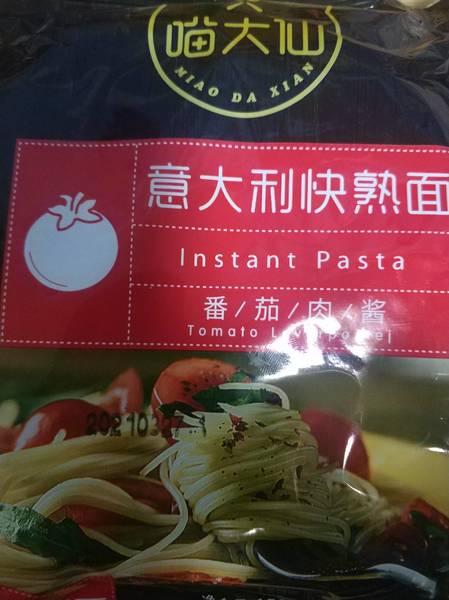 喵大仙
MIAO DA XIAN
意大利快熟面
Instant Pasta
番/茄/肉/酱
Tomato
20210327